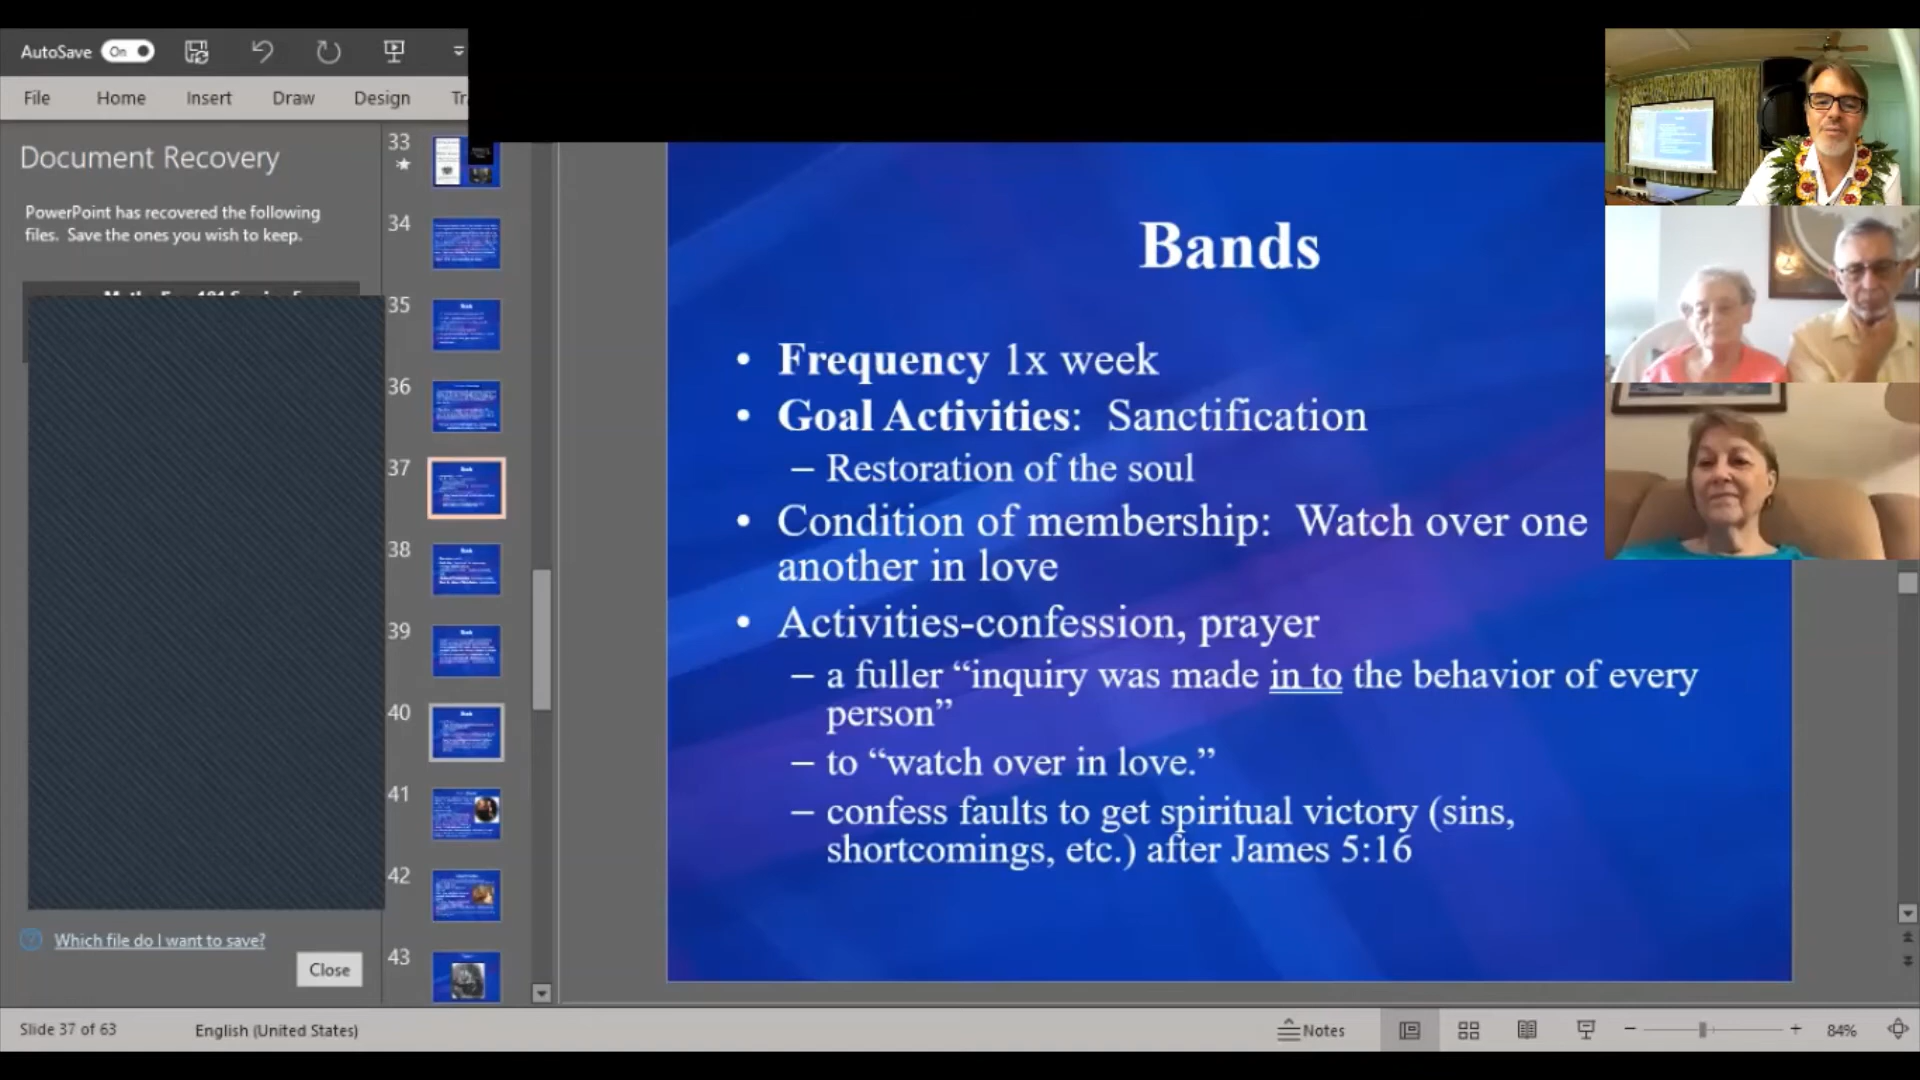 AutoSave On
File Home Insert Draw Design
Document Recovery
PowerPoint has recovered the following
files. Save the ones you wish to keep.
Which file do I want to save?
Close
33
34
35
36
37
38
39
40
41
42
43
Bands
• Frequency 1x week
• Goal Activities: Sanctification
– Restoration of the soul
• Condition of membership: Watch over one
another in love
• Activities-confession, prayer
– a fuller “inquiry was made in to the behavior of every
person”
– to “watch over in love.”
– confess faults to get spiritual victory (sins,
shortcomings, etc.) after James 5:16
Slide 37 of 63 English (United States) Notes 84%